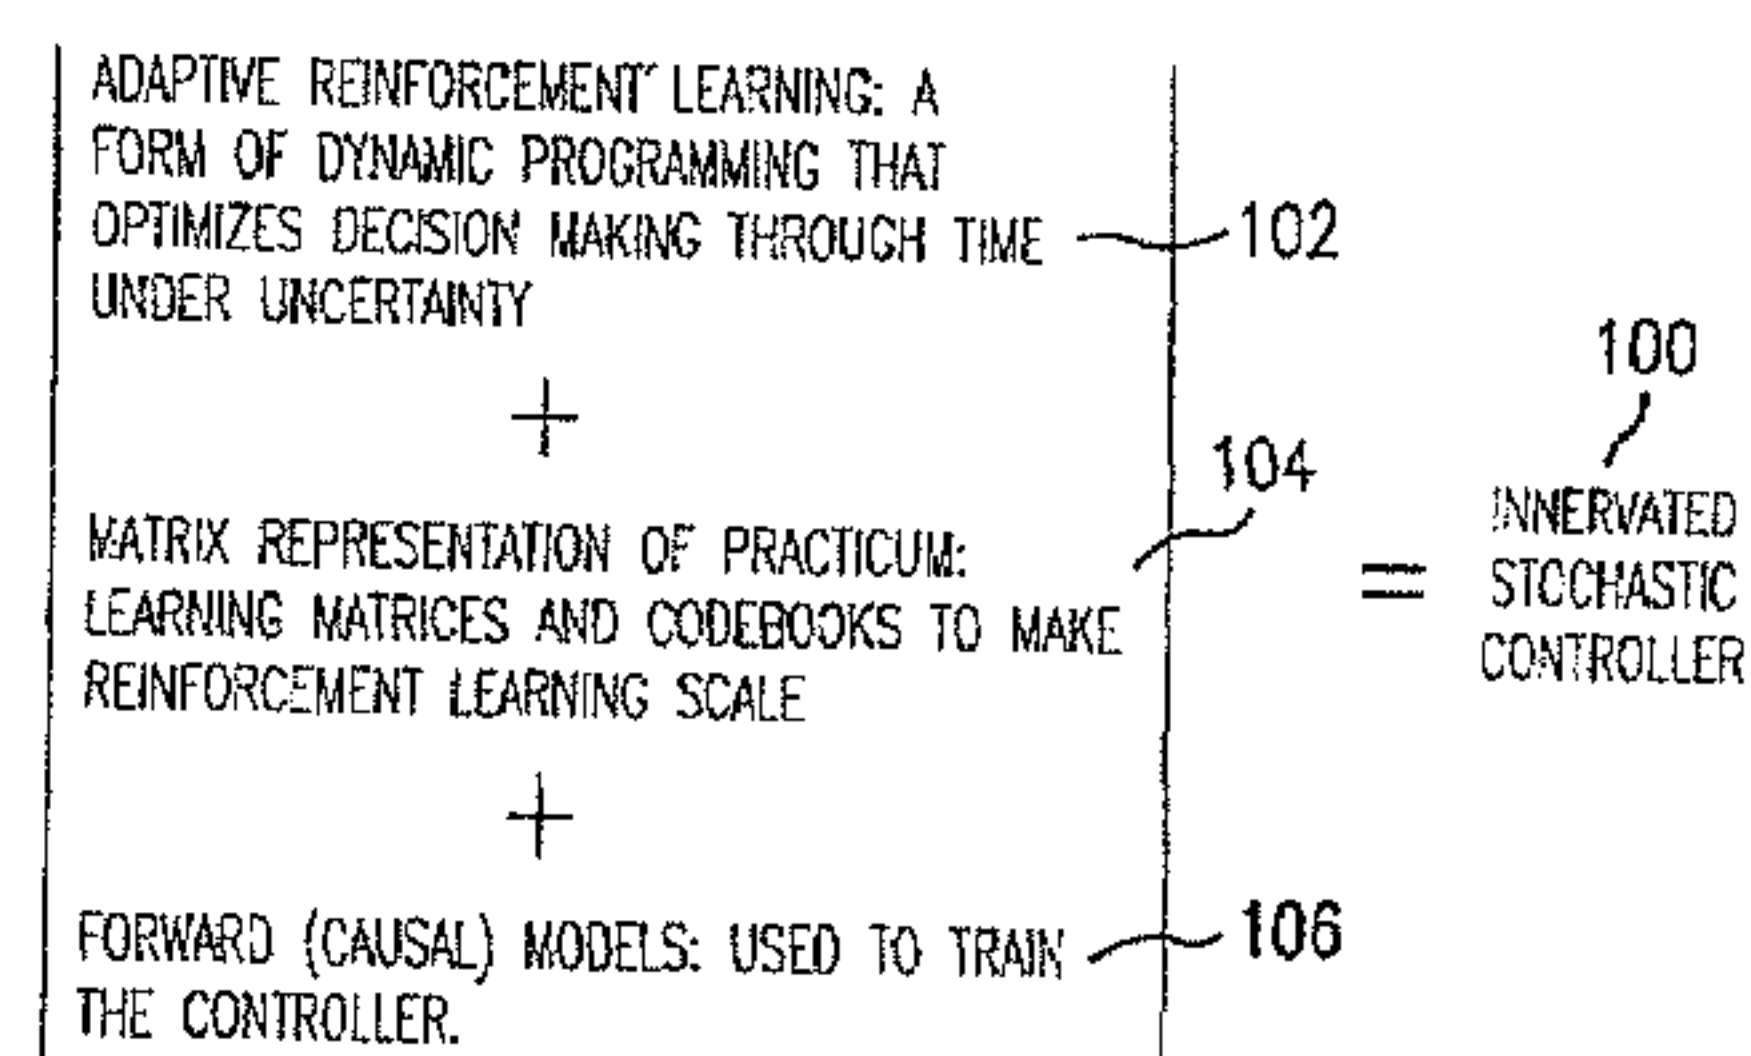 ADAPTIVE REINFORCEMENT LEARNING: A
FORM OF DYNAMIC PROGRAMMING THAT
OPTIMIZES DECISION MAKING THROUGH TIME
UNDER UNCERTAINTY
102
+
100
104
MATRIX REPRESENTATION OF PRACTICUM:
LEARNING MATRICES AND CODEBOOKS TO MAKE
REINFORCEMENT LEARNING SCALE
=
INNERVATED
STOCHASTIC
CONTROLLER
+
FORWARD (CAUSAL) MODELS: USED TO TRAIN
THE CONTROLLER.
106